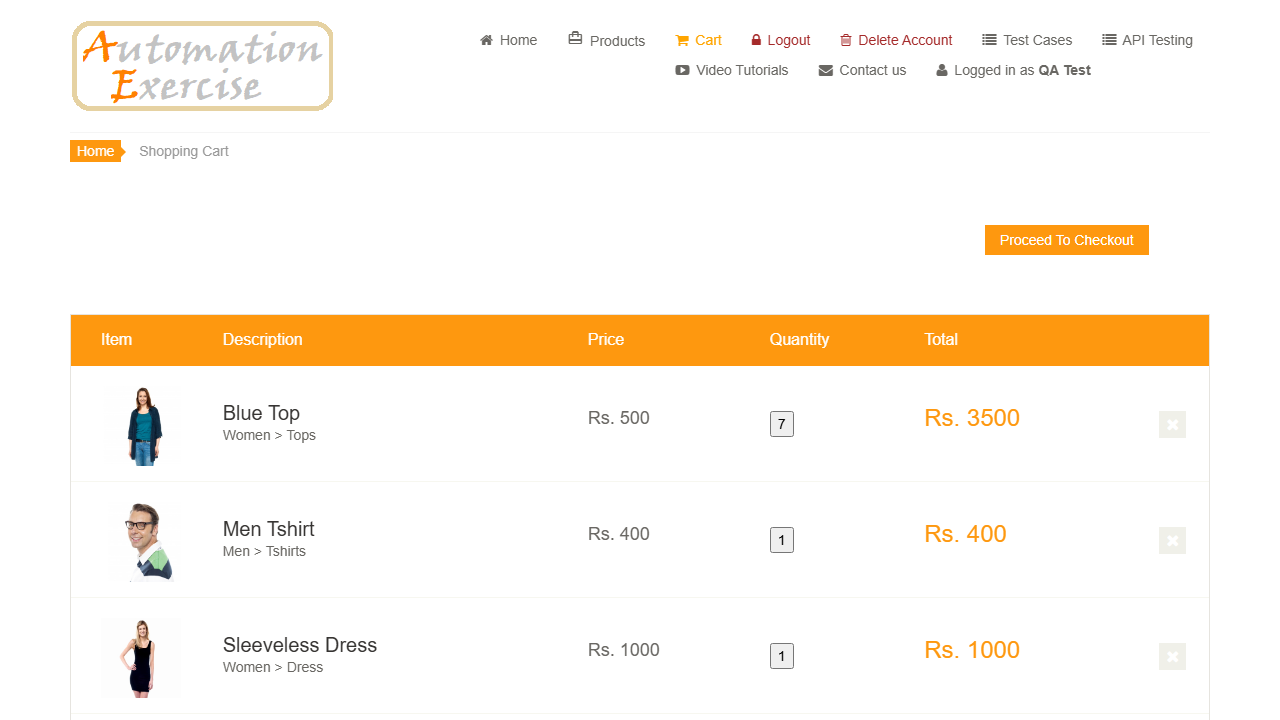 Automation
Exercise
Home Products Cart Logout Delete Account Test Cases API Testing
Video Tutorials Contact us Logged in as QA Test
Home Shopping Cart
Proceed To Checkout
Item Description Price Quantity Total
Blue Top
Women > Tops
Rs. 500 7 Rs. 3500
Men Tshirt
Men > Tshirts
Rs. 400 1 Rs. 400
Sleeveless Dress
Women > Dress
Rs. 1000 1 Rs. 1000